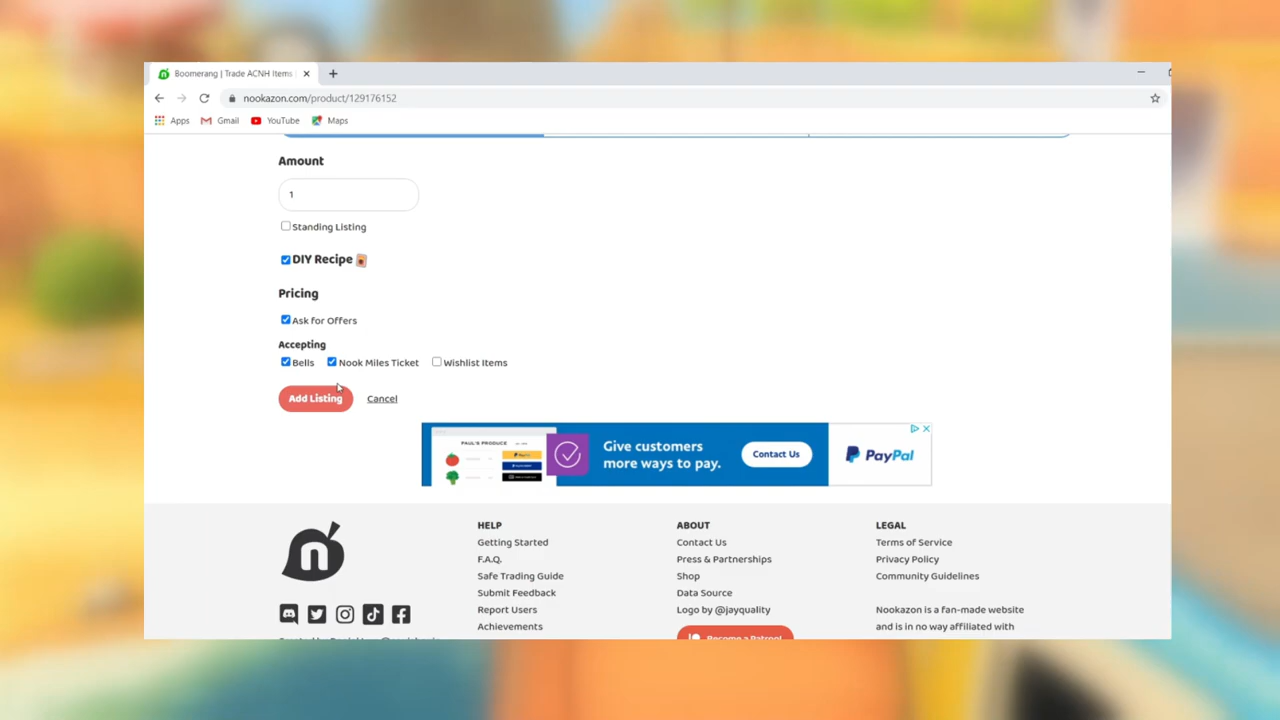 Boomerang | Trade ACNH Items |
nookazon.com/product/129176152
Apps Gmail YouTube Maps
Amount
1
Standing Listing
DIY Recipe
Pricing
Ask for Offers
Accepting
Bells Nook Miles Ticket Wishlist Items
Add Listing Cancel
PAUL'S PRODUCE
Give customers
more ways to pay.
Contact Us
PayPal
n
HELP
Getting Started
F.A.Q.
Safe Trading Guide
Submit Feedback
Report Users
Achievements
ABOUT
Contact Us
Press & Partnerships
Shop
Data Source
Logo by @jayquality
Become a Patron!
LEGAL
Terms of Service
Privacy Policy
Community Guidelines
Nookazon is a fan-made website
and is in no way affiliated with